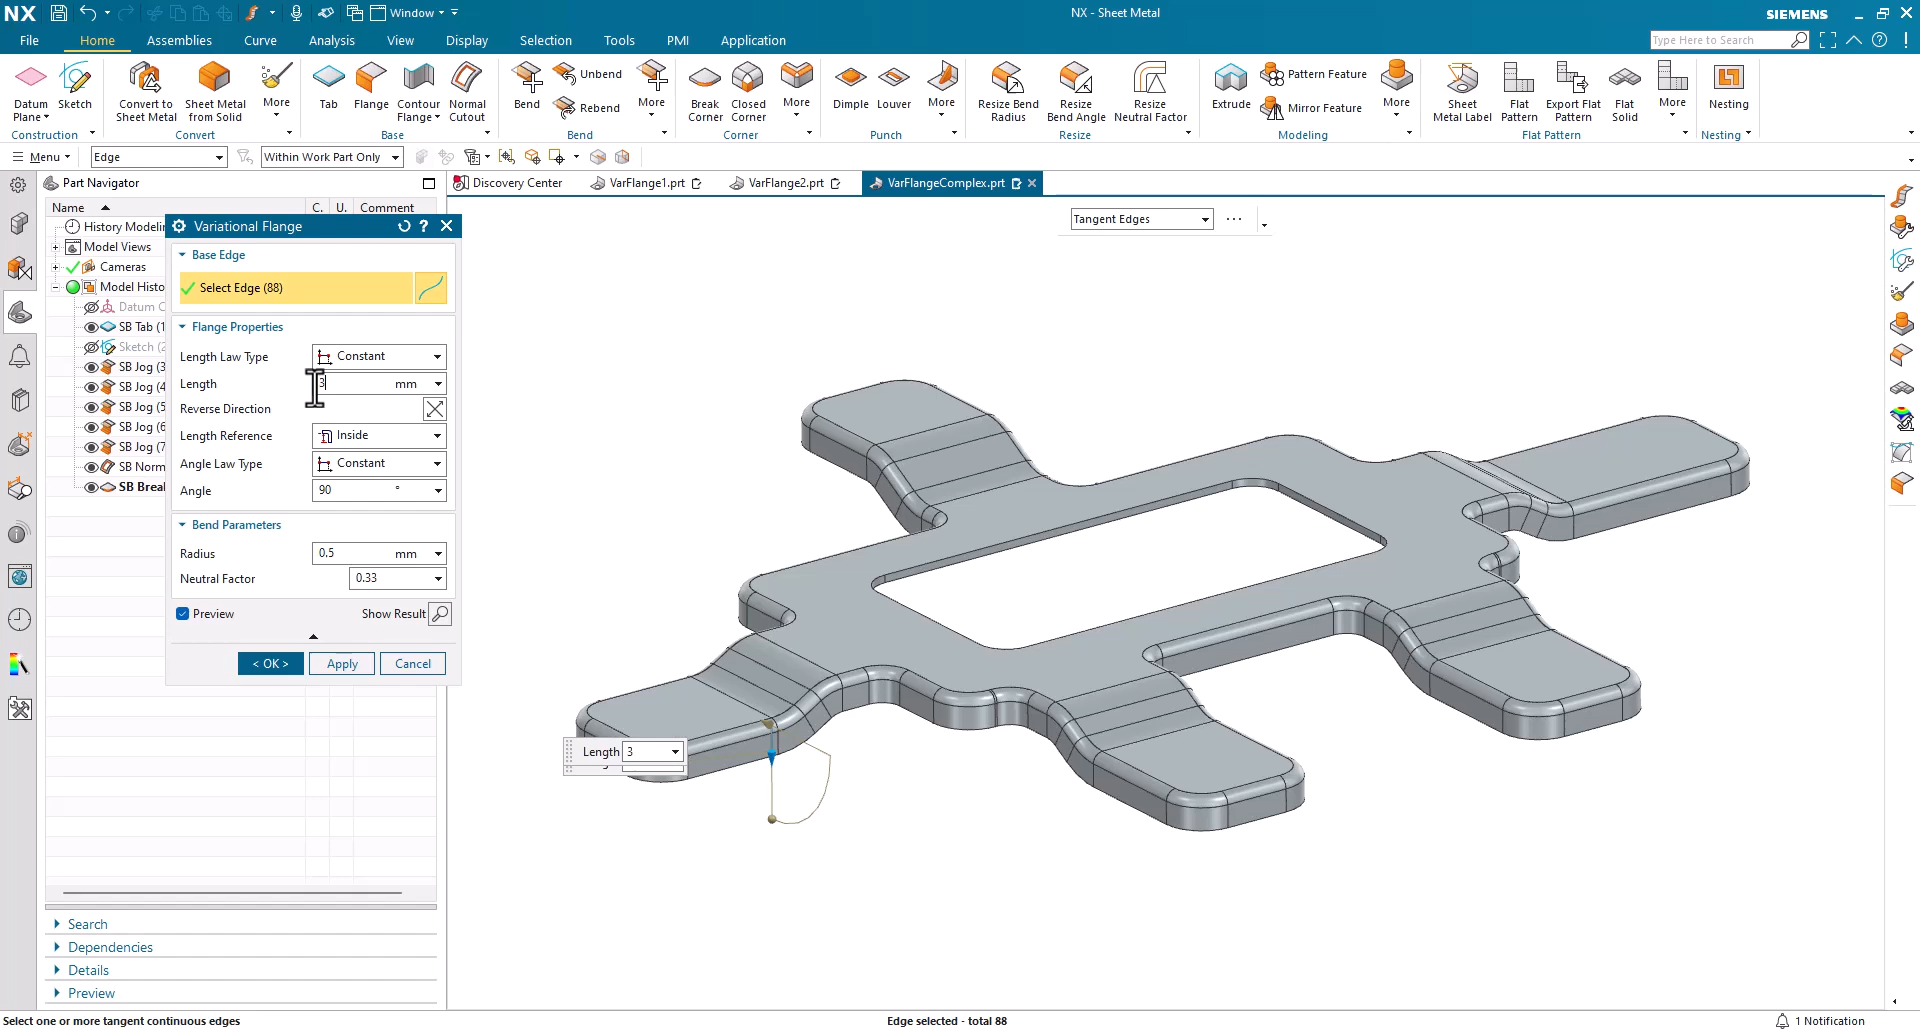 NX
Window
NX - Sheet Metal
SIEMENS
File
Home
Assemblies
Curve
Analysis
View
Display
Selection
Tools
PMI
Application
Type Here to Search
Datum Plane
Sketch
Convert to Sheet Metal
Sheet Metal from Solid
More
Tab
Flange
Contour Flange
Normal Cutout
Bend
Unbend
Rebend
More
Break Corner
Closed Corner
More
Dimple
Louver
More
Resize Bend Radius
Resize Bend Angle
Resize Neutral Factor
Extrude
Pattern Feature
Mirror Feature
More
Sheet Metal Label
Flat Pattern
Export Flat Pattern
Flat Solid
More
Nesting
Construction
Convert
Base
Bend
Corner
Punch
Resize
Modeling
Flat Pattern
Nesting
Menu
Edge
Within Work Part Only
Part Navigator
Discovery Center
VarFlange1.prt
VarFlange2.prt
VarFlangeComplex.prt
Name
C.
U.
Comment
Tangent Edges
History Modelin
Model Views
Cameras
Model Histo
Datum C
SB Tab (1
Sketch (2
SB Jog (3
SB Jog (4
SB Jog (5
SB Jog (6
SB Jog (7
SB Norm
SB Break
Variational Flange
Base Edge
Select Edge (88)
Flange Properties
Length Law Type
Constant
Length
3
mm
Reverse Direction
Length Reference
Inside
Angle Law Type
Constant
Angle
90
°
Bend Parameters
Radius
0.5
mm
Neutral Factor
0.33
Preview
Show Result
< OK >
Apply
Cancel
Length
3
Search
Dependencies
Details
Preview
Select one or more tangent continuous edges
Edge selected - total 88
1 Notification